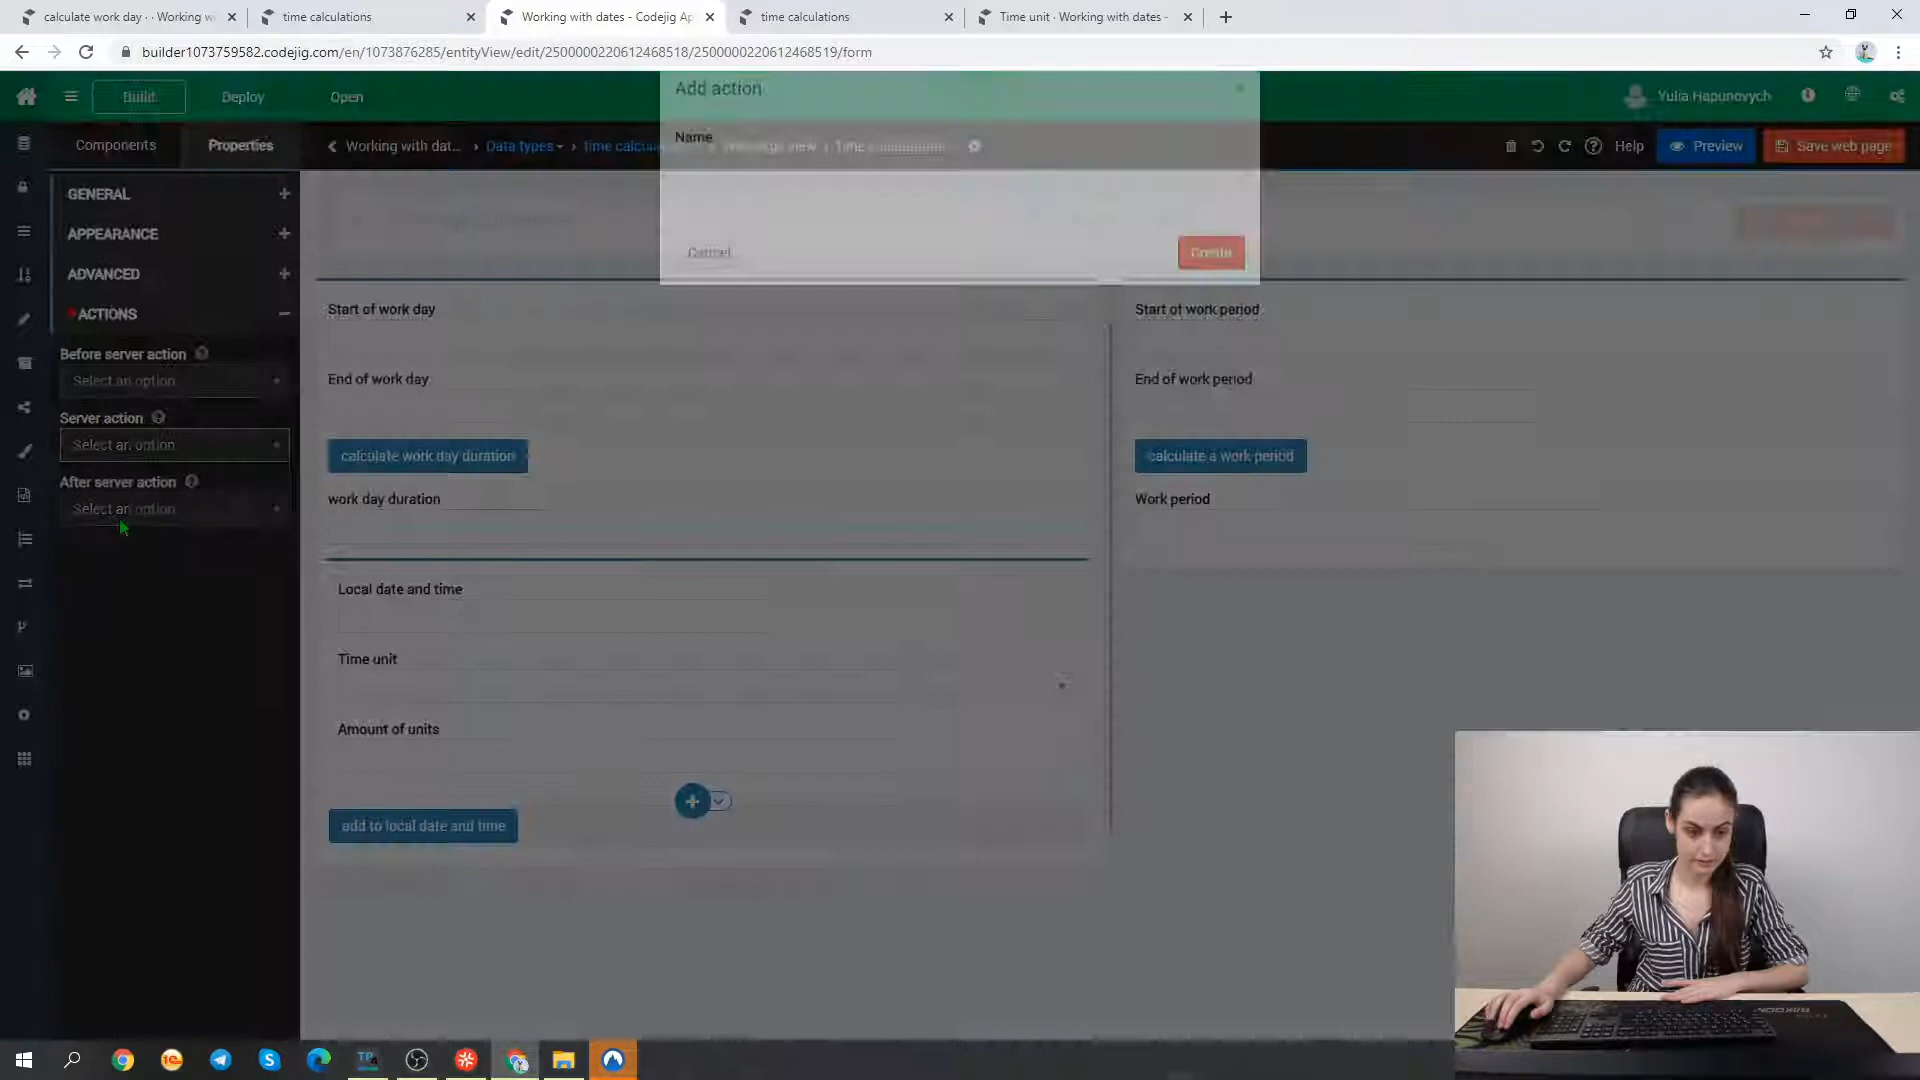 calculate work day · · Working w
time calculations
Working with dates - Codejig Ap
time calculations
Time unit · Working with dates -
builder1073759582.codejig.com/en/1073876285/entityView/edit/2500000220612468518/2500000220612468519/form
Build
Deploy
Open
Yulia Hapunovych
Components
Properties
Working with dat...
Data types
time calcu
Help
Preview
Save web page
Add action
Name
Cancel
Create
GENERAL
APPEARANCE
ADVANCED
ACTIONS
Before server action
Select an option
Server action
Select an option
After server action
Select an option
Start of work day
End of work day
calculate work day duration
work day duration
Start of work period
End of work period
calculate a work period
Work period
Local date and time
Time unit
Amount of units
add to local date and time